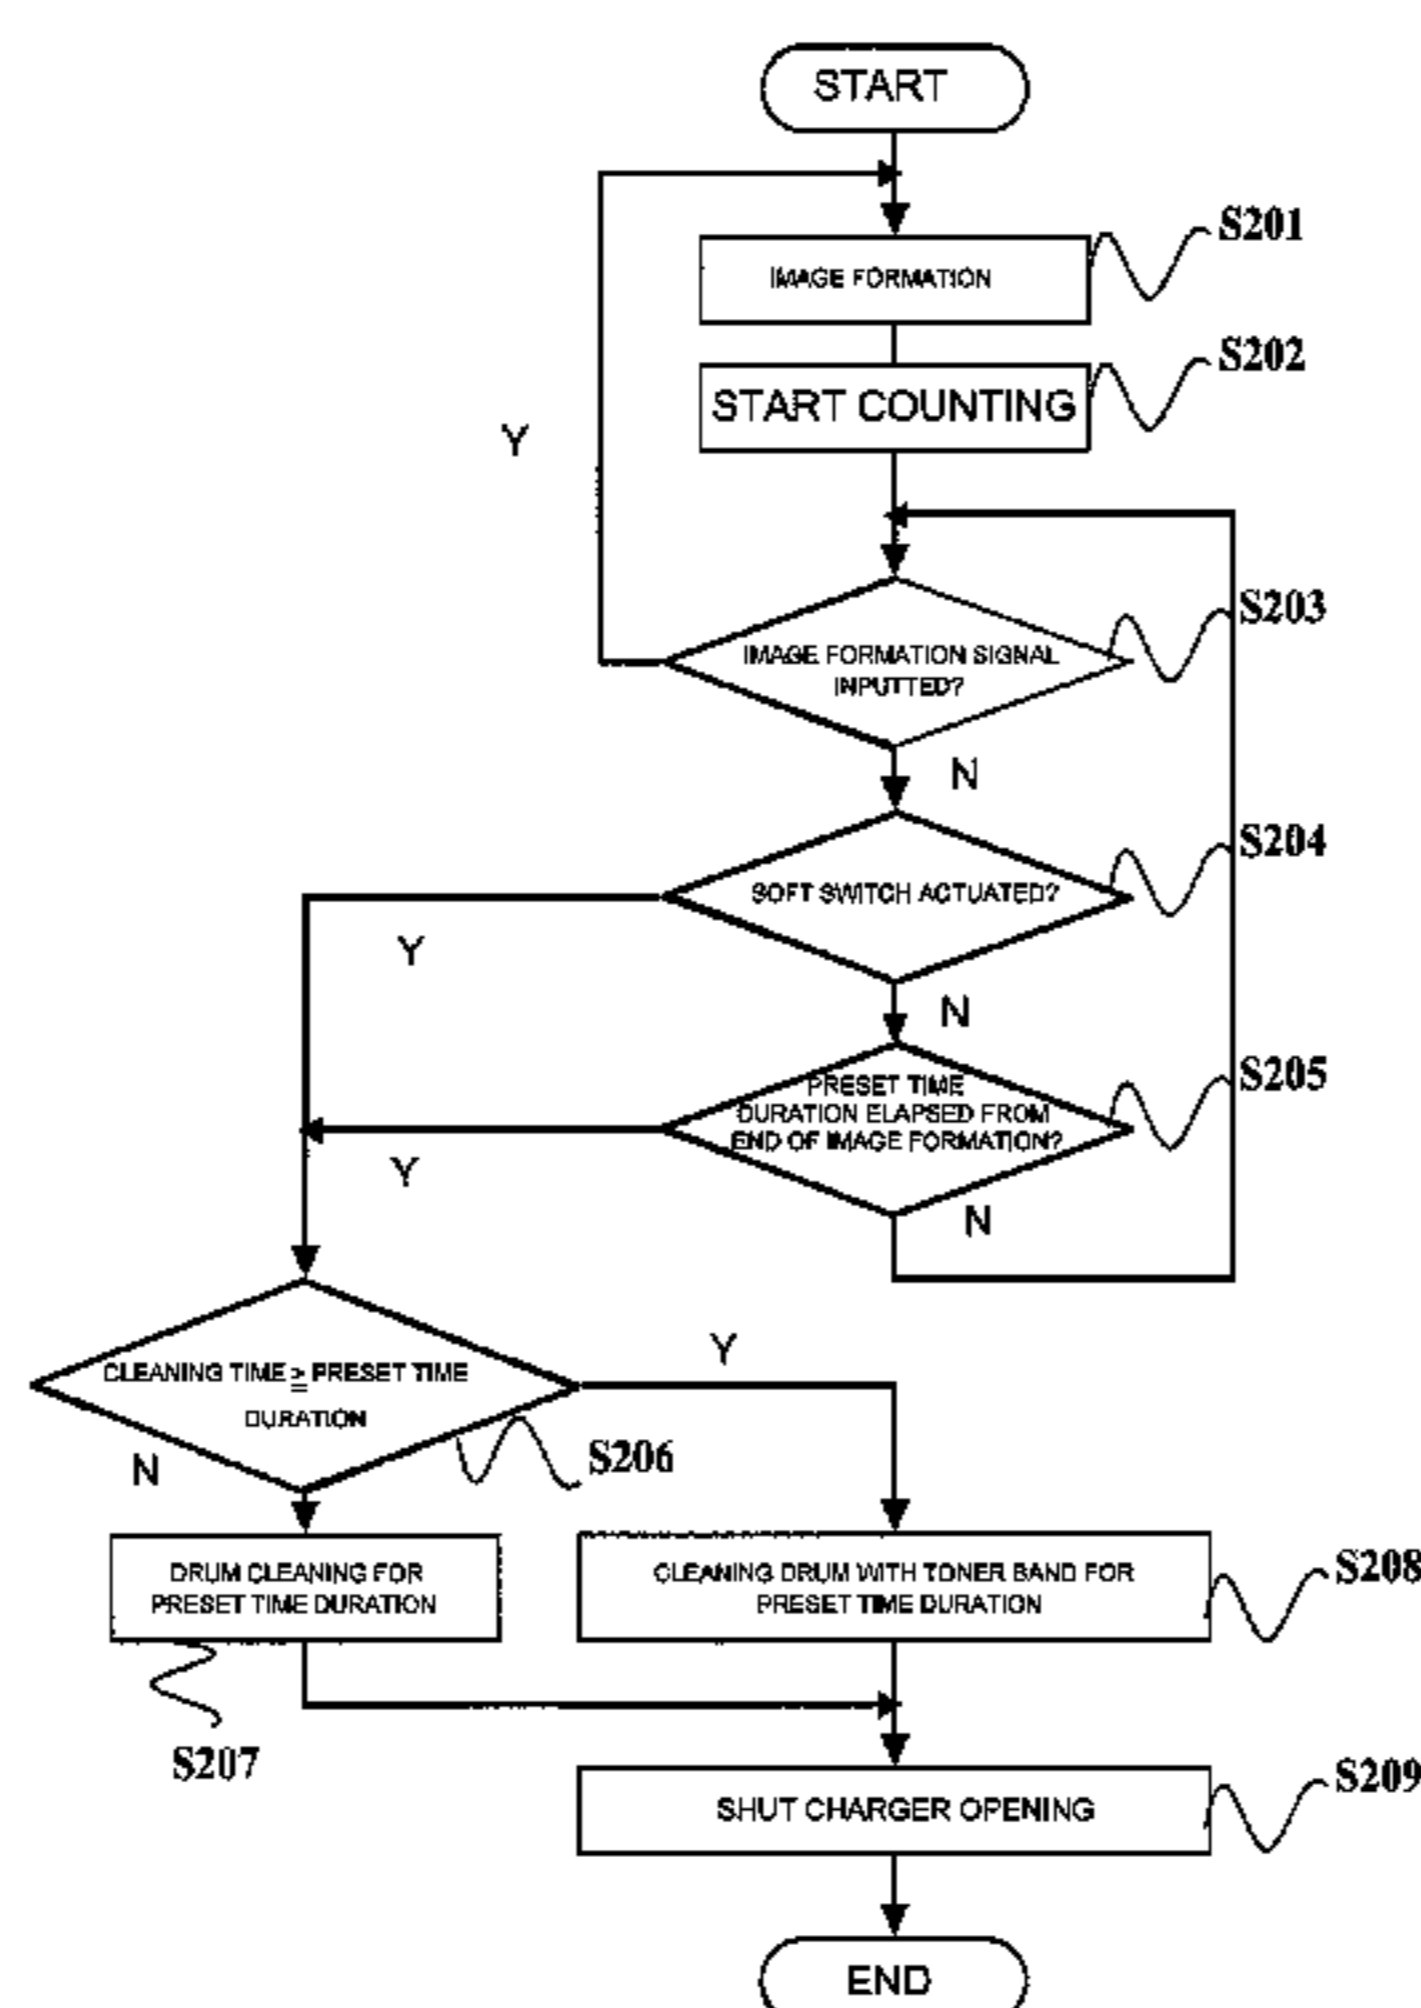 START
S201
IMAGE FORMATION
S202
START COUNTING
Y
S203
IMAGE FORMATION SIGNAL
INPUTTED?
N
S204
SOFT SWITCH ACTUATED?
Y
N
S205
PRESET TIME
DURATION ELAPSED FROM
END OF IMAGE FORMATION?
Y
N
Y
CLEANING TIME ≧ PRESET TIME
DURATION
N
S206
DRUM CLEANING FOR
PRESET TIME DURATION
CLEANING DRUM WITH TONER BAND FOR
PRESET TIME DURATION
S208
S207
SHUT CHARGER OPENING
S209
END